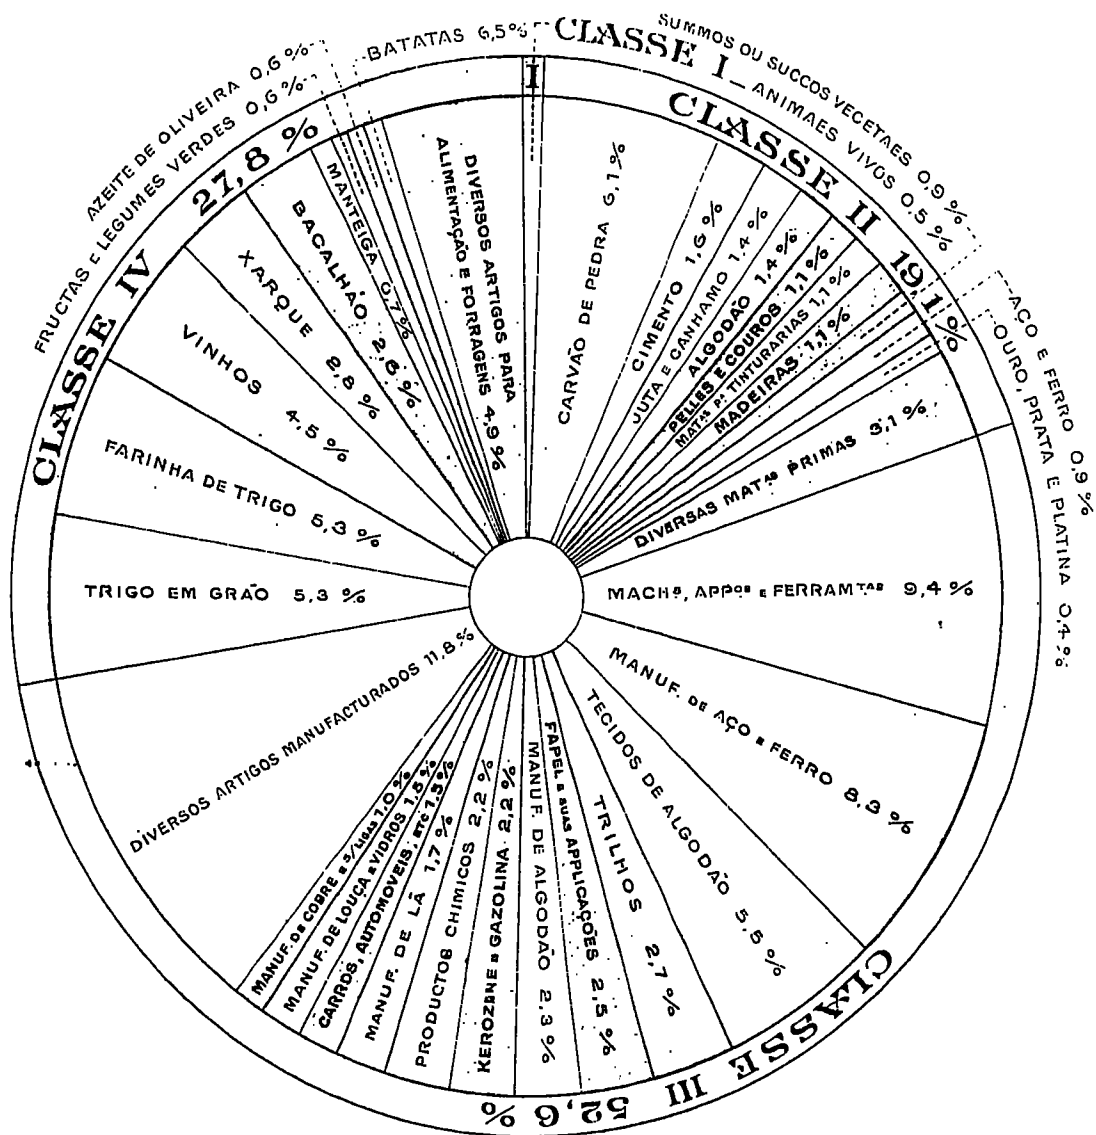 CLASSE I_ ANIMAES VIVOS 0,5%
I
CLASSE II 19,1%
CARVÃO DE PEDRA 6,1%
CIMENTO 1,6%
JUTA E CANHAMO 1,4%
ALGODÃO 1,4%
PELLES E COUROS 1,1%
MATAS PA TINTURARIAS 1,1%
MADEIRAS 1,1%
SUMMOS OU SUCCOS VECETAES 0,9%
AÇO E FERRO 0,9%
OURO, PRATA E PLATINA 0,4%
DIVERSAS MATAS PRIMAS 3,1%
CLASSE III 52,6%
MACHS, APPOS E FERRAMTAS 9,4%
MANUF. DE AÇO E FERRO 8,3%
TECIDOS DE ALGODÃO 5,5%
TRILHOS 2,7%
PAPEL E SUAS APPLICAÇÕES 2,5%
MANUF. DE ALGODÃO 2,3%
KEROZENE E GAZOLINA 2,2%
PRODUCTOS CHIMICOS 2,2%
MANUF. DE LÃ 1,7%
CARROS, AUTOMOVEIS, ETC 1,5%
MANUF. DE LOUÇA E VIDROS 1,5%
MANUF. DE COBRE E S/LIGAS 1,0%
DIVERSOS ARTIGOS MANUFACTURADOS 11,8%
CLASSE IV 27,8%
TRIGO EM GRÃO 5,3%
FARINHA DE TRIGO 5,3%
VINHOS 4,5%
XARQUE 2,8%
BACALHÃO 2,6%
MANTEIGA 0,7%
FRUCTAS E LEGUMES VERDES 0,6%
AZEITE DE OLIVEIRA 0,6%
BATATAS 6,5%
DIVERSOS ARTIGOS PARA
ALIMENTAÇÃO E FORRAGENS 4,9%